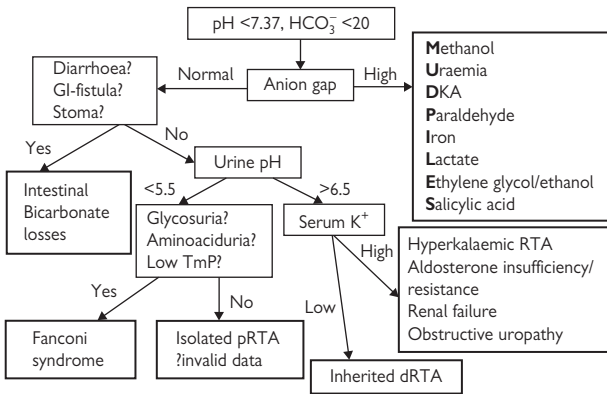 pH <7.37, HCO₃⁻ <20
Anion gap
Normal
High
Diarrhoea?
GI-fistula?
Stoma?
Methanol
Uraemia
DKA
Paraldehyde
Iron
Lactate
Ethylene glycol/ethanol
Salicylic acid
Yes
No
Intestinal
Bicarbonate
losses
Urine pH
<5.5
>6.5
Glycosuria?
Aminoaciduria?
Low TmP?
Serum K⁺
High
Low
Hyperkalaemic RTA
Aldosterone insufficiency/
resistance
Renal failure
Obstructive uropathy
Yes
No
Fanconi
syndrome
Isolated pRTA
?invalid data
Inherited dRTA